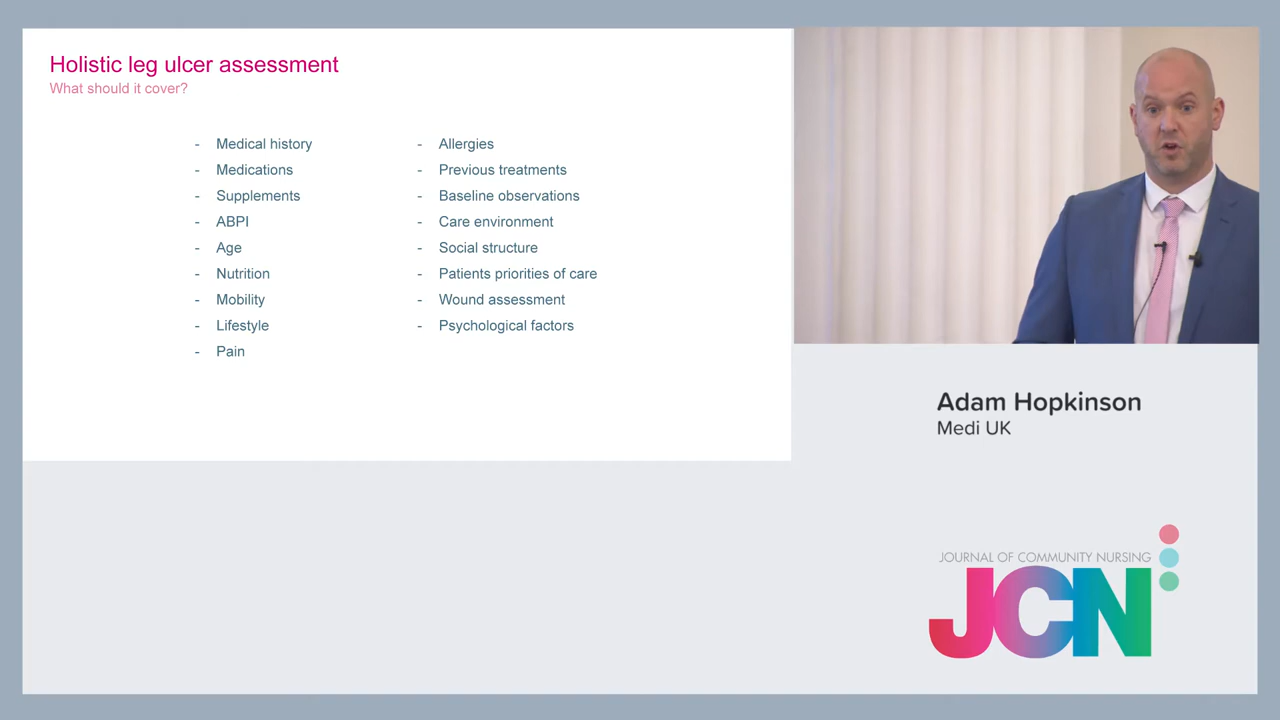 Holistic leg ulcer assessment
What should it cover?
- Medical history
- Medications
- Supplements
- ABPI
- Age
- Nutrition
- Mobility
- Lifestyle
- Pain
- Allergies
- Previous treatments
- Baseline observations
- Care environment
- Social structure
- Patients priorities of care
- Wound assessment
- Psychological factors
Adam Hopkinson
Medi UK
JOURNAL OF COMMUNITY NURSING
JCN